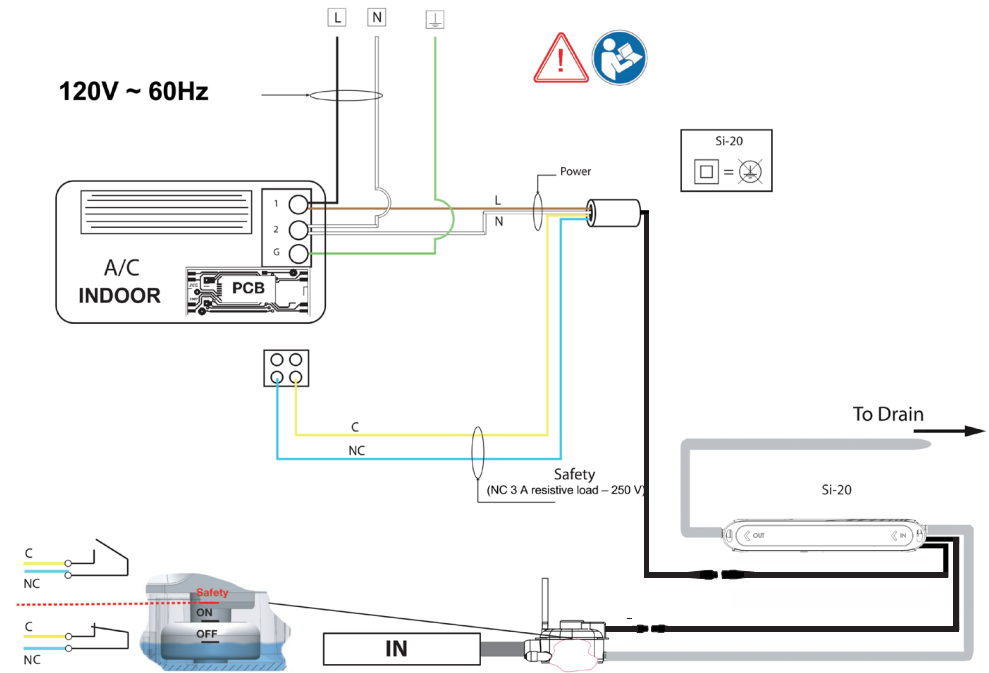 L
N
120V ~ 60Hz
Si-20
=
Power
1
L
2
N
G
A/C
INDOOR
PCB
C
NC
To Drain
Safety
(NC 3 A resistive load – 250 V)
Si-20
OUT
IN
C
NC
Safety
ON
OFF
C
NC
IN